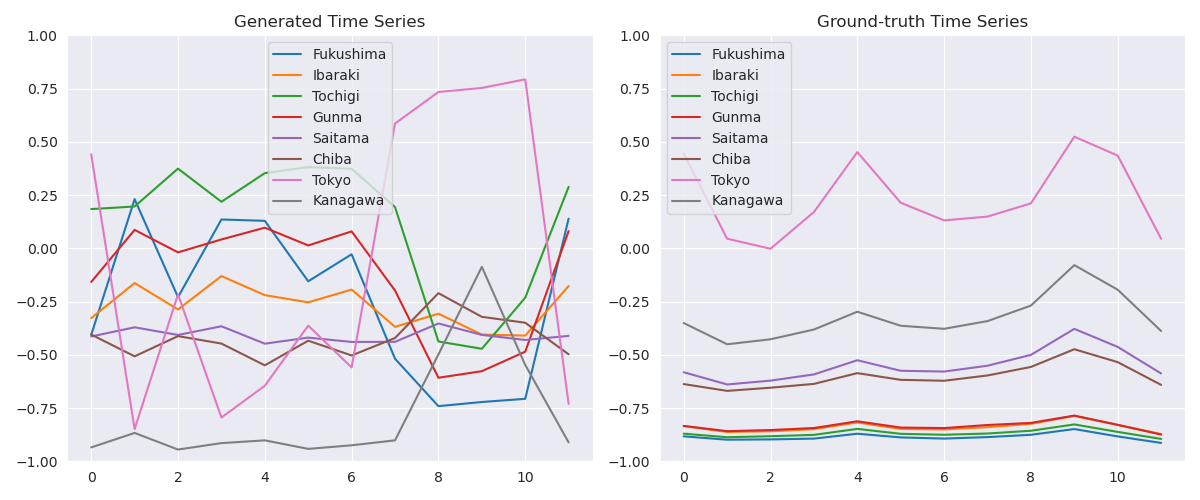 Generated Time Series
1.00
0.75
0.50
0.25
0.00
−0.25
−0.50
−0.75
−1.00
0 2 4 6 8 10
Fukushima
Ibaraki
Tochigi
Gunma
Saitama
Chiba
Tokyo
Kanagawa
Ground-truth Time Series
1.00
0.75
0.50
0.25
0.00
−0.25
−0.50
−0.75
−1.00
0 2 4 6 8 10
Fukushima
Ibaraki
Tochigi
Gunma
Saitama
Chiba
Tokyo
Kanagawa